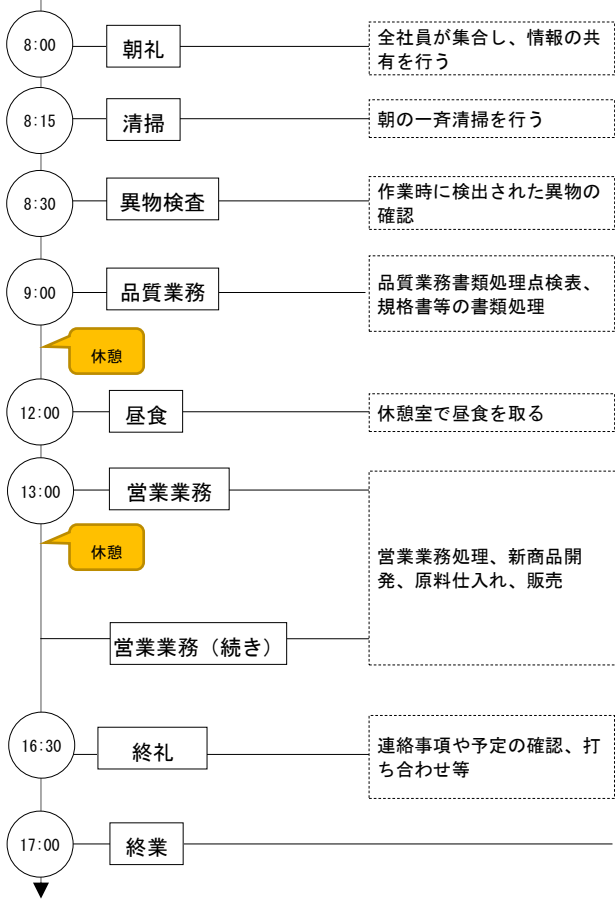 8:00
朝礼
全社員が集合し、情報の共
有を行う
8:15
清掃
朝の一斉清掃を行う
8:30
異物検査
作業時に検出された異物の
確認
9:00
品質業務
品質業務書類処理点検表、
規格書等の書類処理
休憩
12:00
昼食
休憩室で昼食を取る
13:00
営業業務
休憩
営業業務処理、新商品開
発、原料仕入れ、販売
営業業務（続き）
16:30
終礼
連絡事項や予定の確認、打
ち合わせ等
17:00
終業